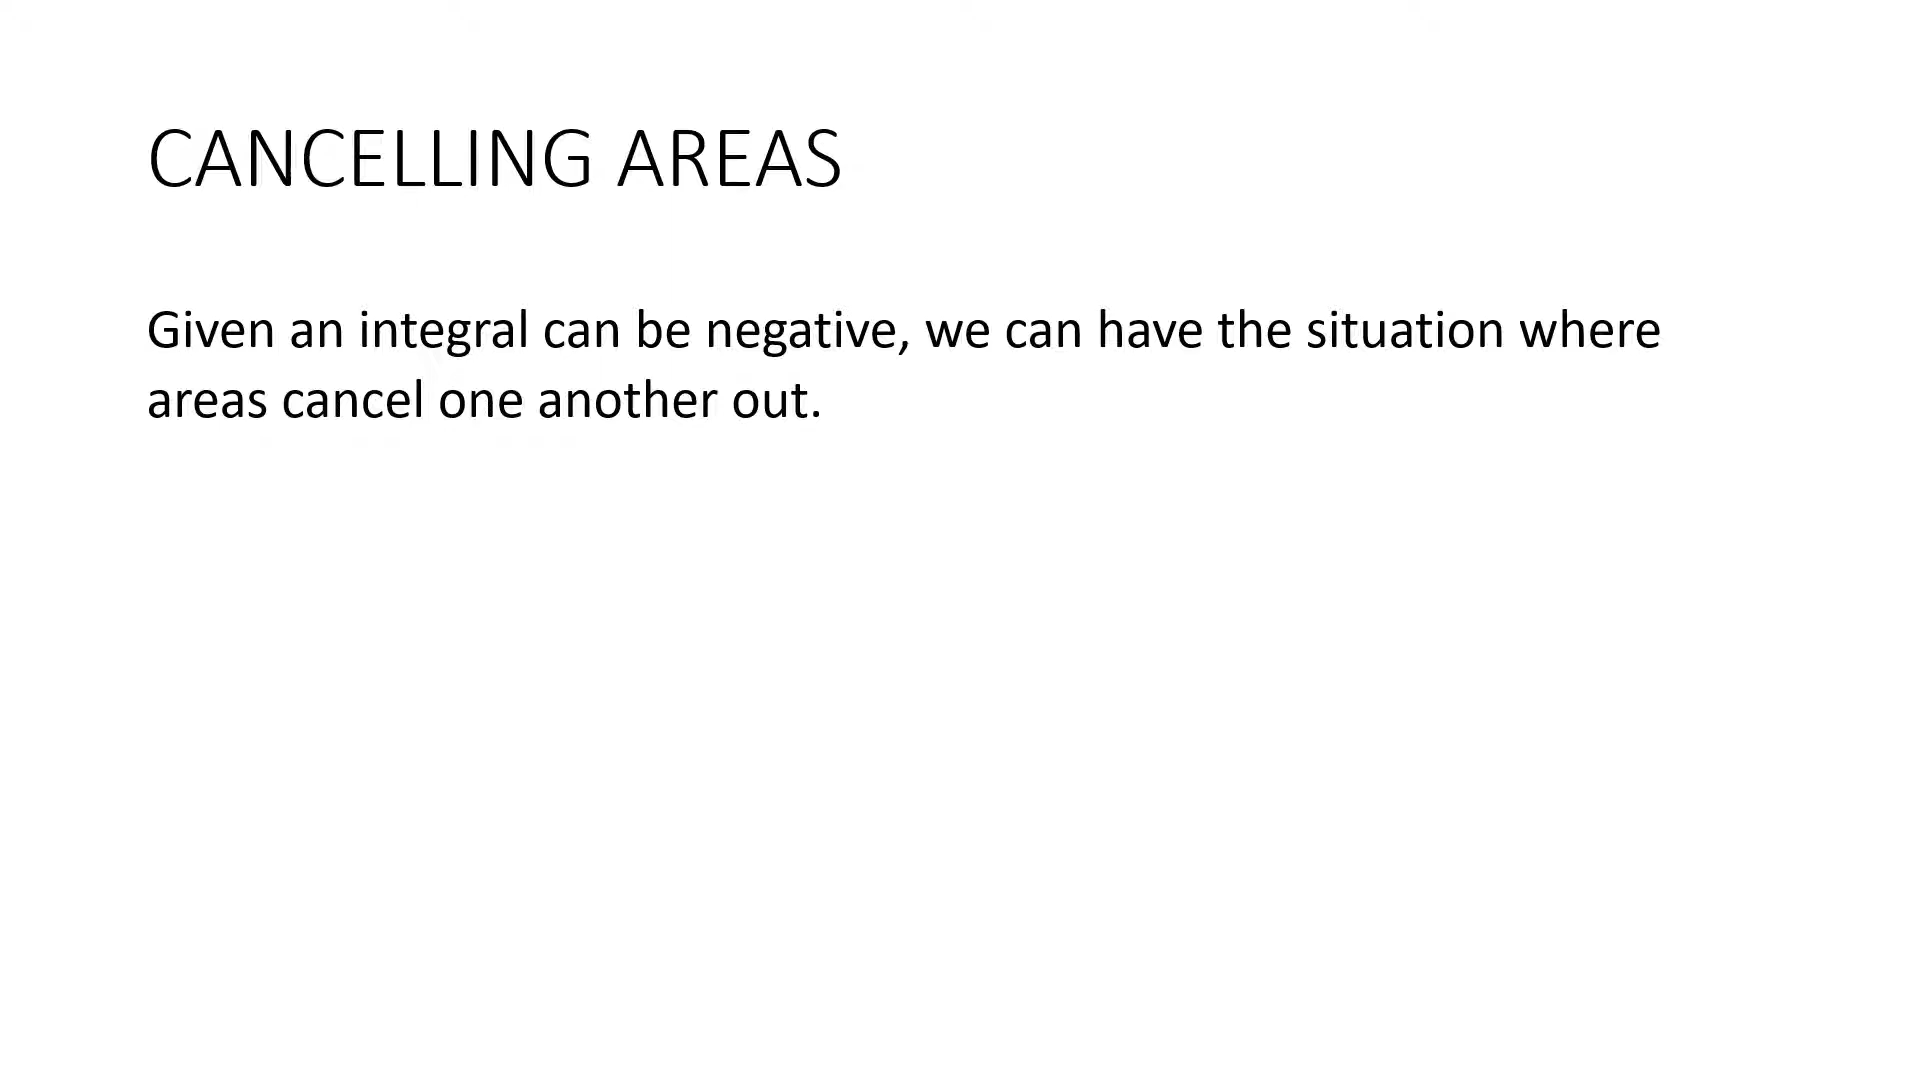 CANCELLING AREAS
Given an integral can be negative, we can have the situation where
areas cancel one another out.